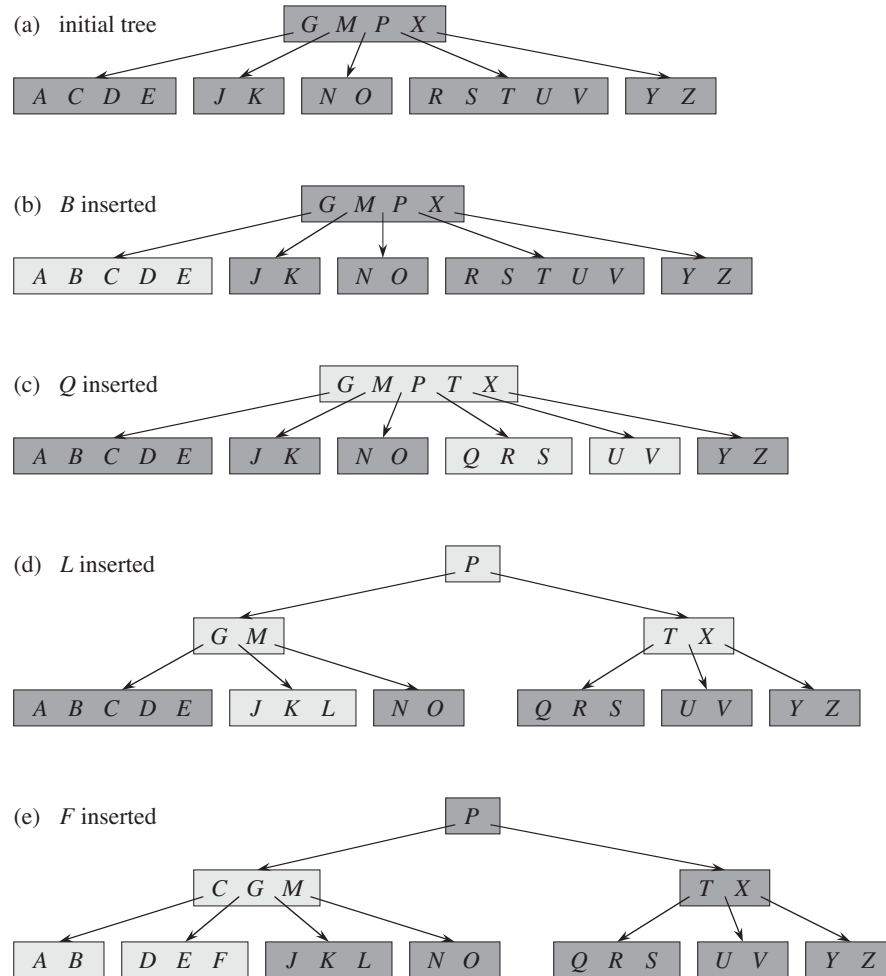 (a) initial tree
G M P X
A C D E J K N O R S T U V Y Z
(b) B inserted
G M P X
A B C D E J K N O R S T U V Y Z
(c) Q inserted
G M P T X
A B C D E J K N O Q R S U V Y Z
(d) L inserted
P
G M T X
A B C D E J K L N O Q R S U V Y Z
(e) F inserted
P
C G M T X
A B D E F J K L N O Q R S U V Y Z